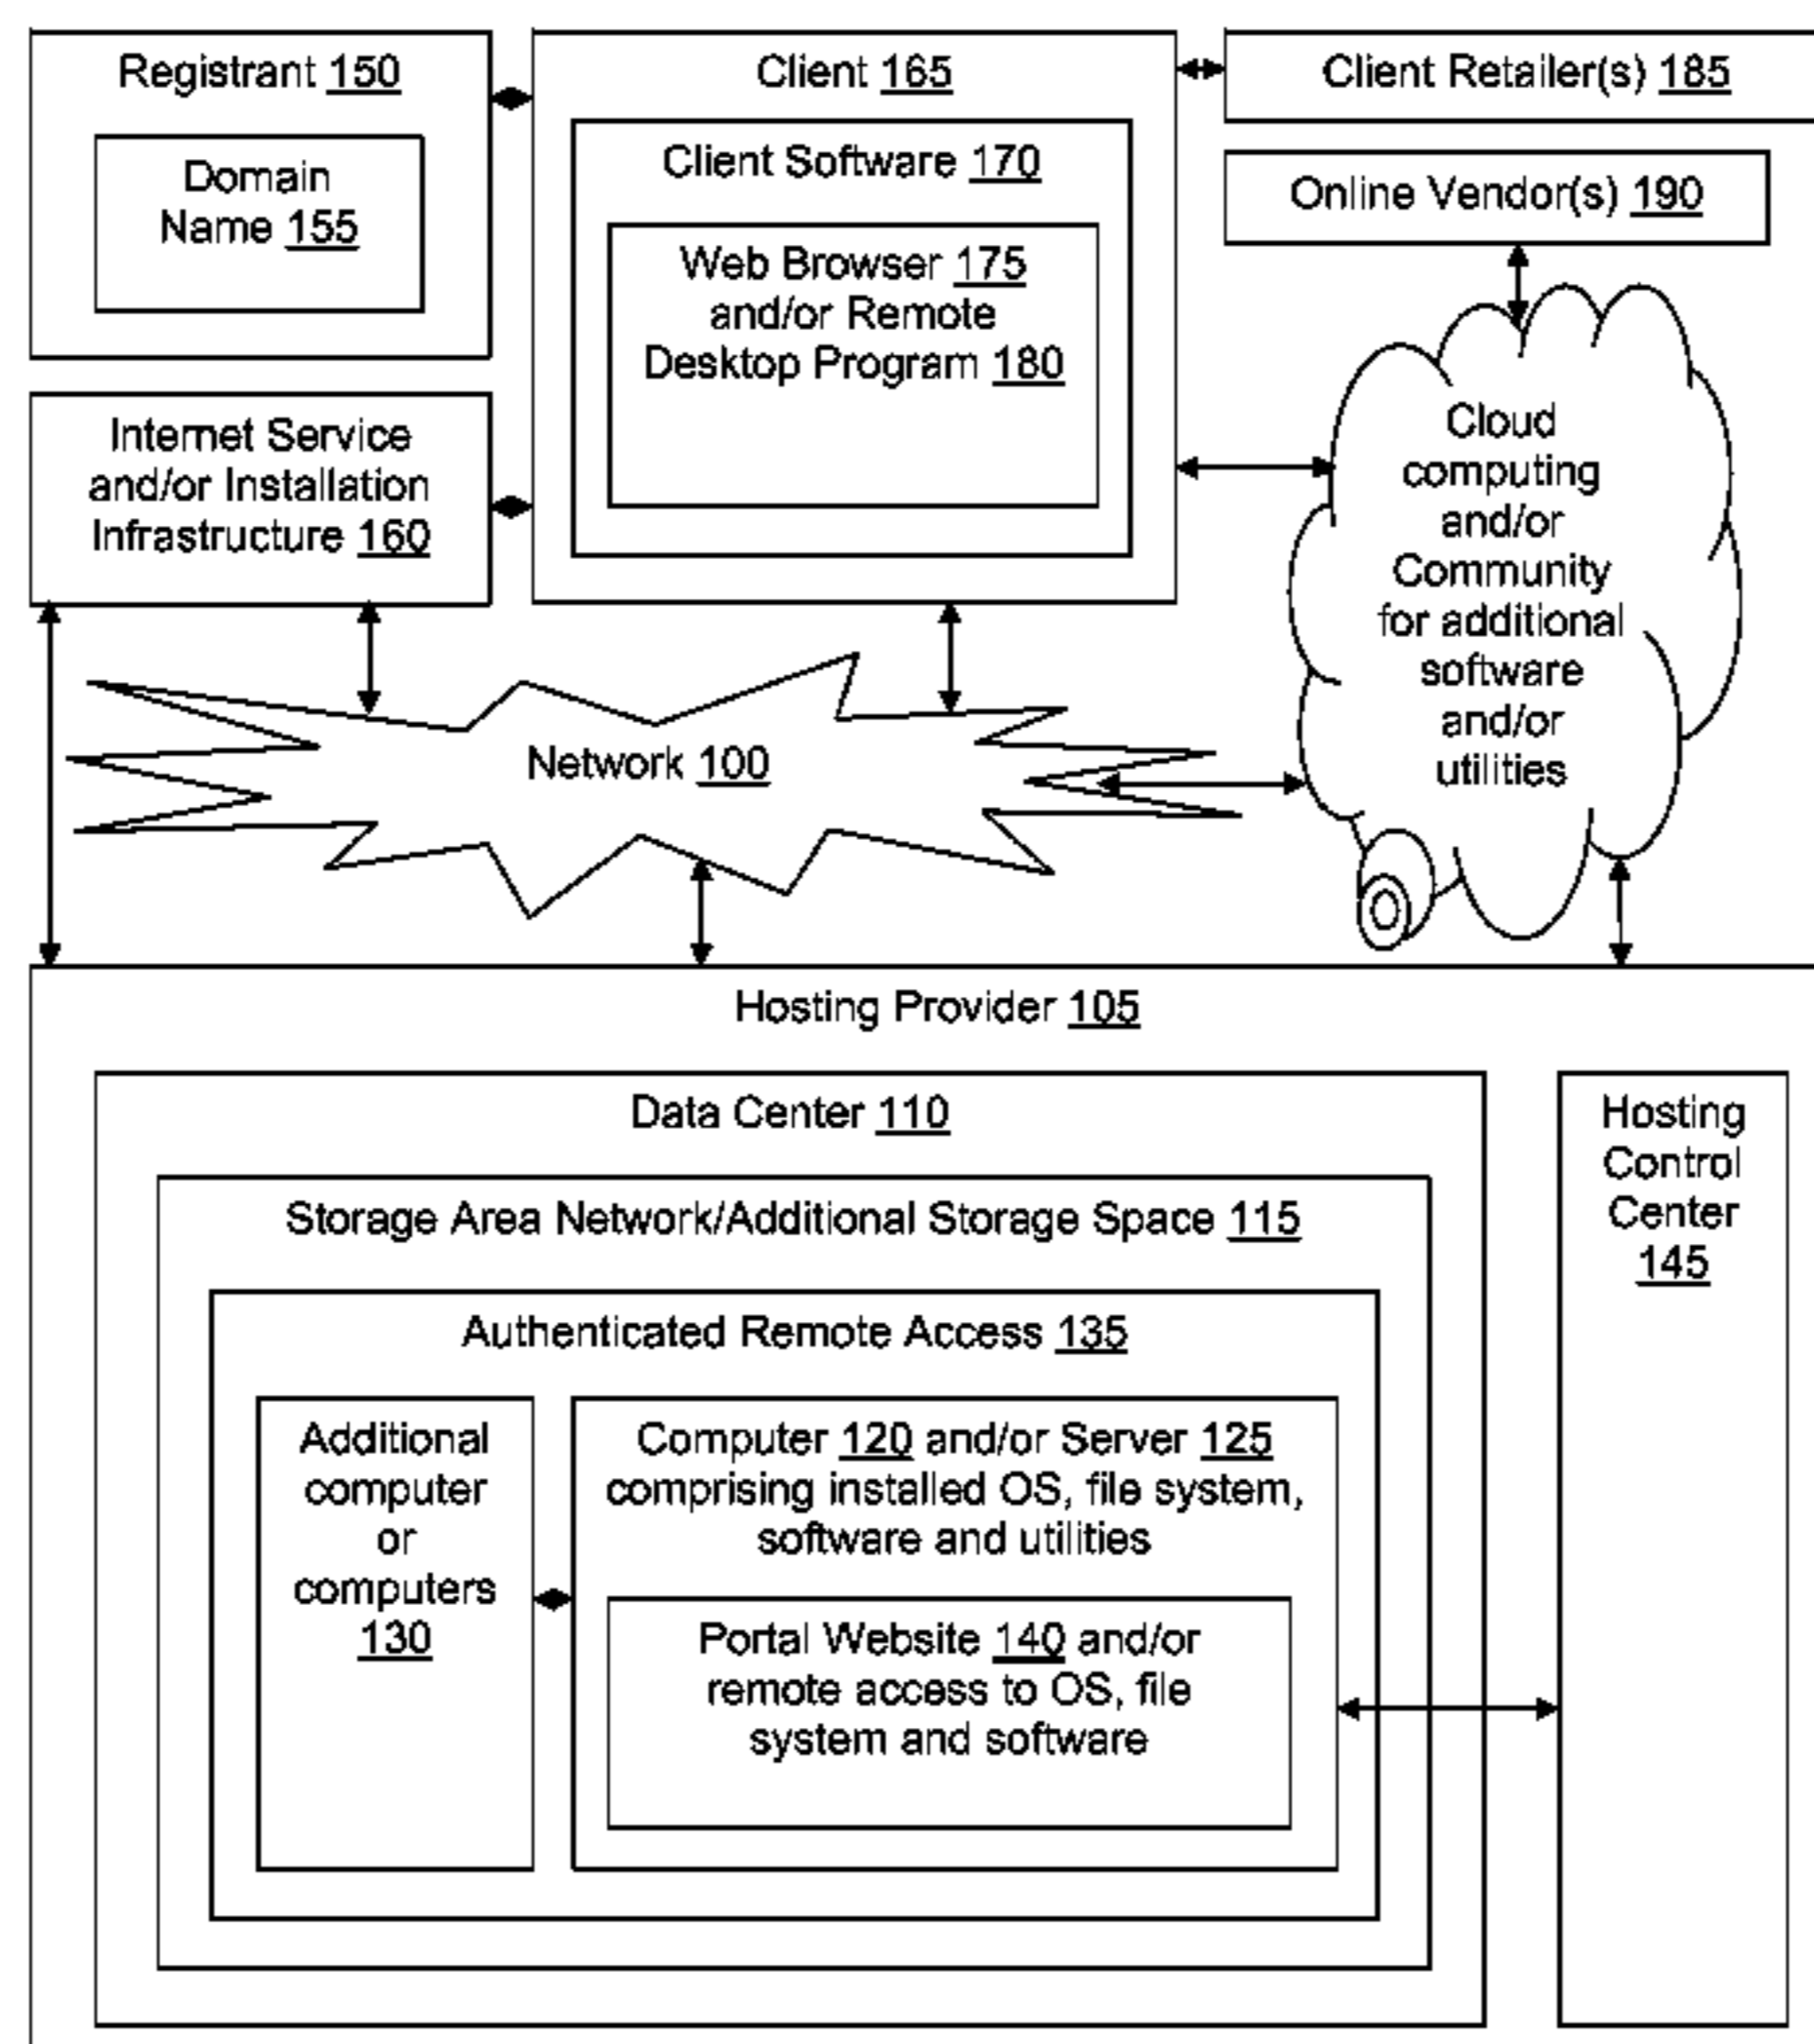 Registrant 150
Domain
Name 155
Client 165
Client Software 170
Web Browser 175
and/or Remote
Desktop Program 180
Client Retailer(s) 185
Online Vendor(s) 190
Internet Service
and/or Installation
Infrastructure 160
Cloud
computing
and/or
Community
for additional
software
and/or
utilities
Network 100
Hosting Provider 105
Data Center 110
Storage Area Network/Additional Storage Space 115
Authenticated Remote Access 135
Additional
computer
or
computers
130
Computer 120 and/or Server 125
comprising installed OS, file system,
software and utilities
Portal Website 140 and/or
remote access to OS, file
system and software
Hosting
Control
Center
145